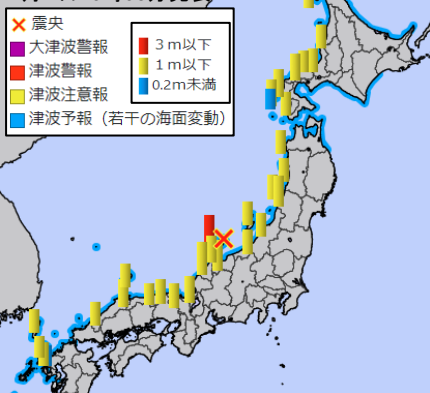 震央
大津波警報
津波警報
津波注意報
津波予報（若干の海面変動）
３ｍ以下
１ｍ以下
0.2m未満